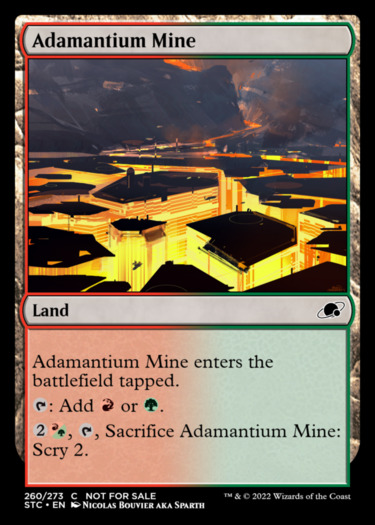 Adamantium Mine
Land
Adamantium Mine enters the
battlefield tapped.
: Add or .
2 , , Sacrifice Adamantium Mine:
Scry 2.
260/273 C NOT FOR SALE
STC • EN Nicolas Bouvier aka Sparth
™ & © 2022 Wizards of the Coast